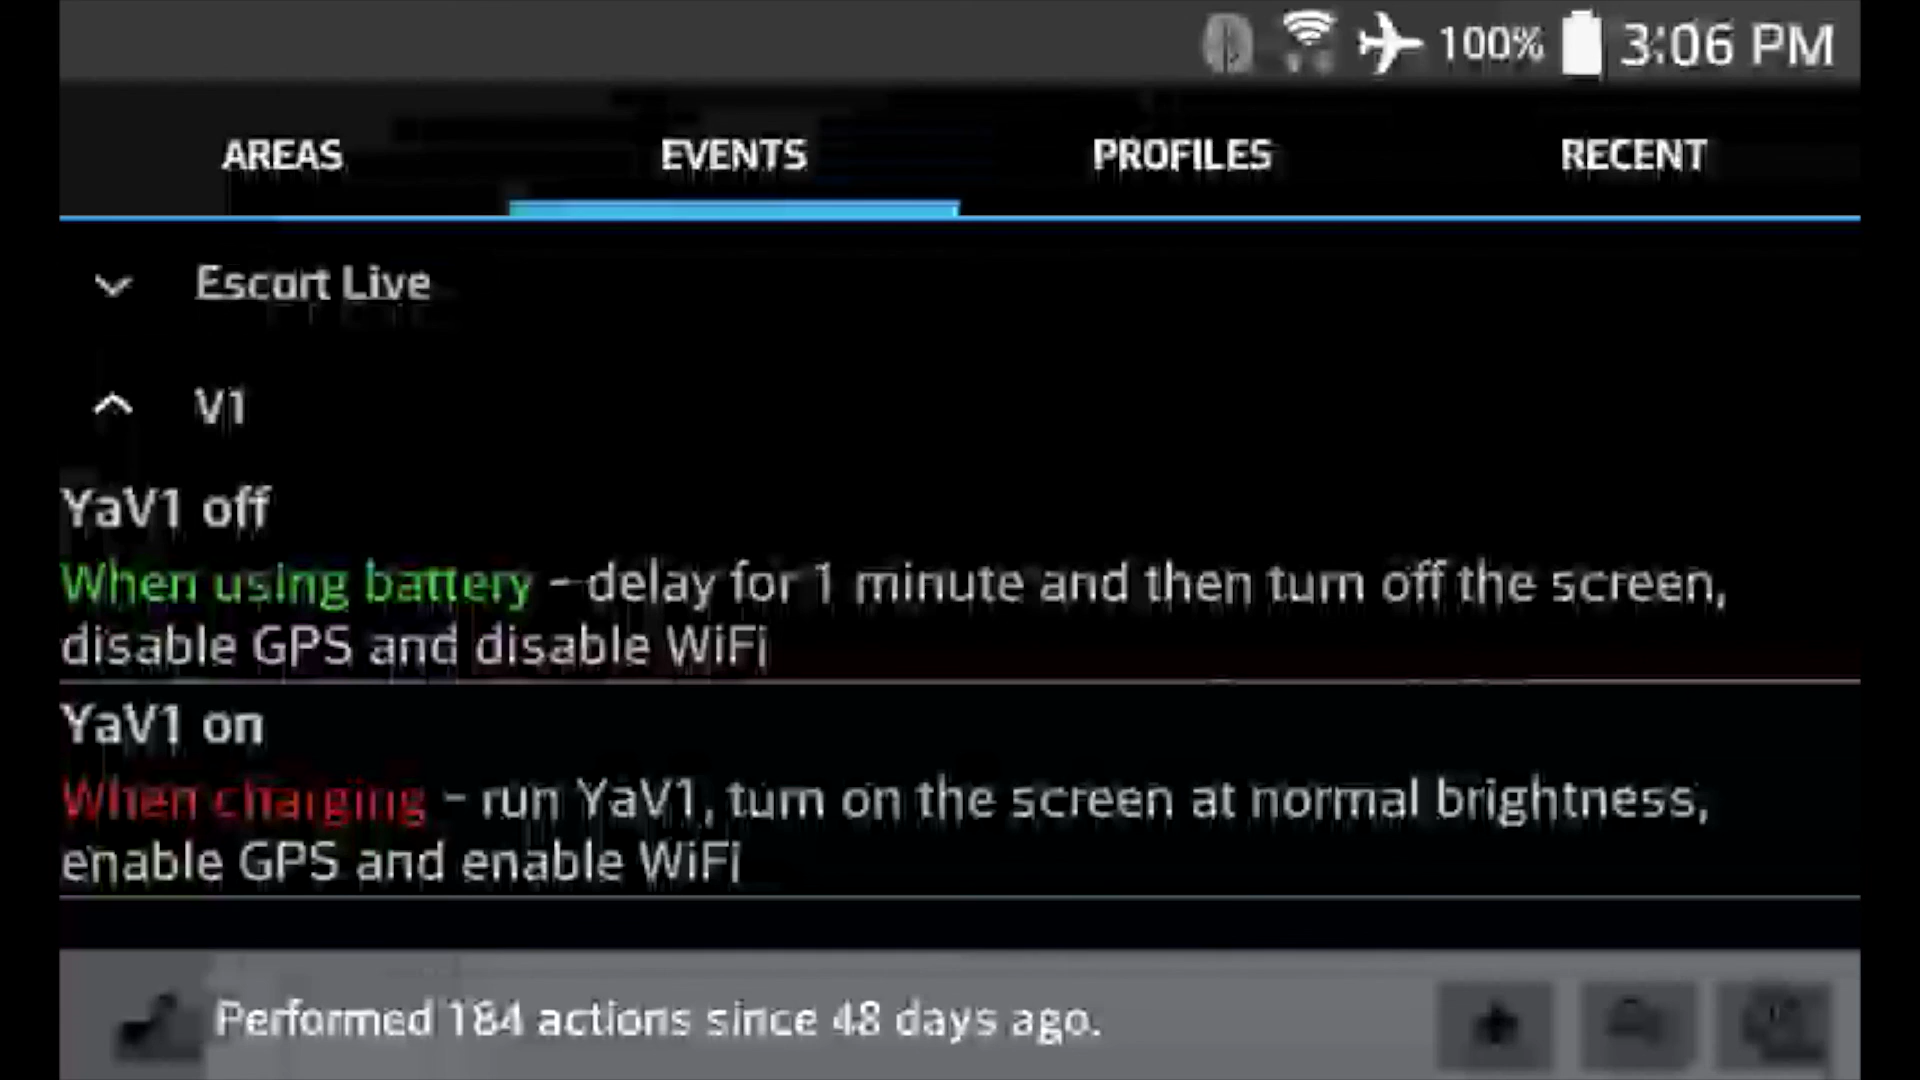 100% 3:06 PM
AREAS EVENTS PROFILES RECENT
Escort Live
V1
YaV1 off
When using battery - delay for 1 minute and then turn off the screen,
disable GPS and disable WiFi
YaV1 on
When charging - run YaV1, turn on the screen at normal brightness,
enable GPS and enable WiFi
Performed 184 actions since 48 days ago.